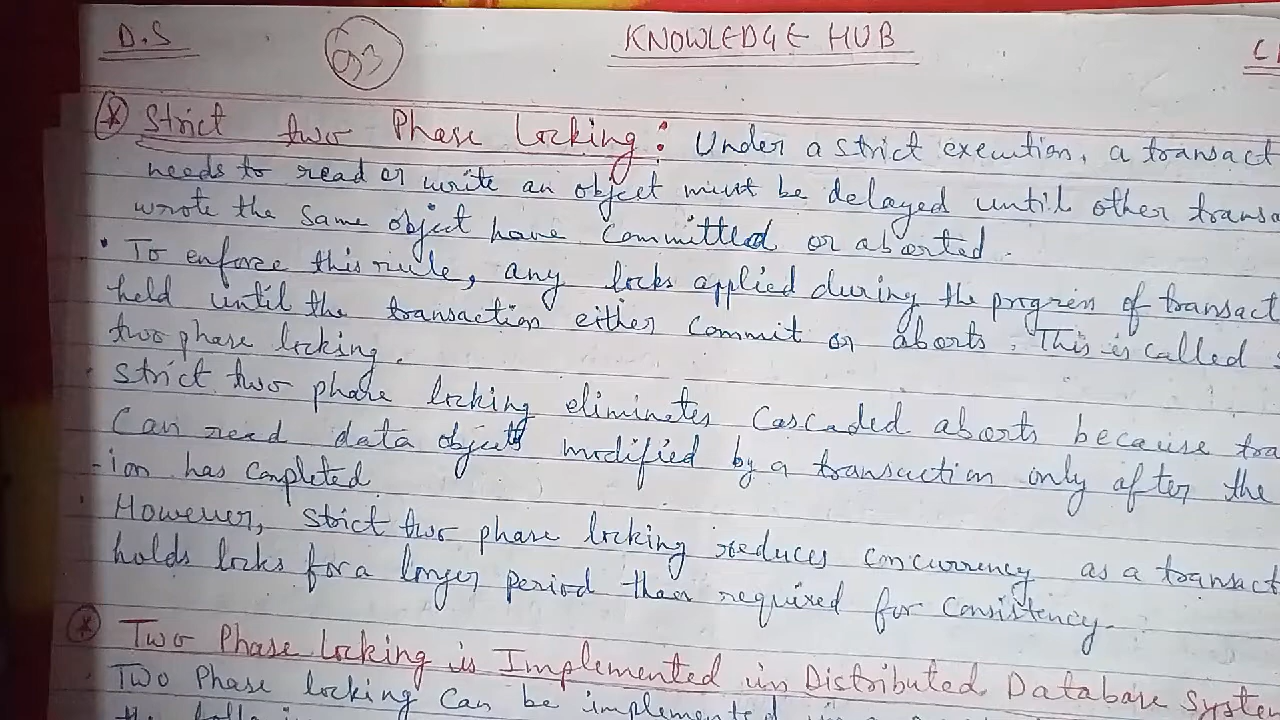 D.S KNOWLEDGE HUB
Strict two Phase locking: Under a strict execution, a transact
needs to read or write an object must be delayed until other transa
wrote the same object have committed or aborted.
• To enforce this rule, any locks applied during the progres of transact
held until the transaction either commit or aborts. This is called
two phase locking.
strict two phase locking eliminates cascaded aborts because tra
Can read data objects modified by a transaction only after the
-ion has completed
However, strict two phase locking reduces concurrency as a transact
holds locks for a longer period than required for consistency.
Two Phase locking is Implemented in Distributed Database System
Two Phase locking can be implemented